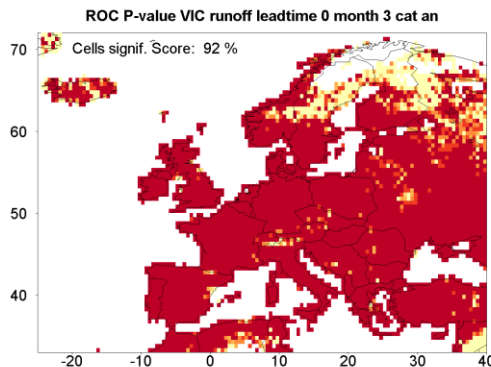 ROC P-value VIC runoff leadtime 0 month 3 cat an
Cells signif. Score: 92 %
70
60
50
40
-20 -10 0 10 20 30 40